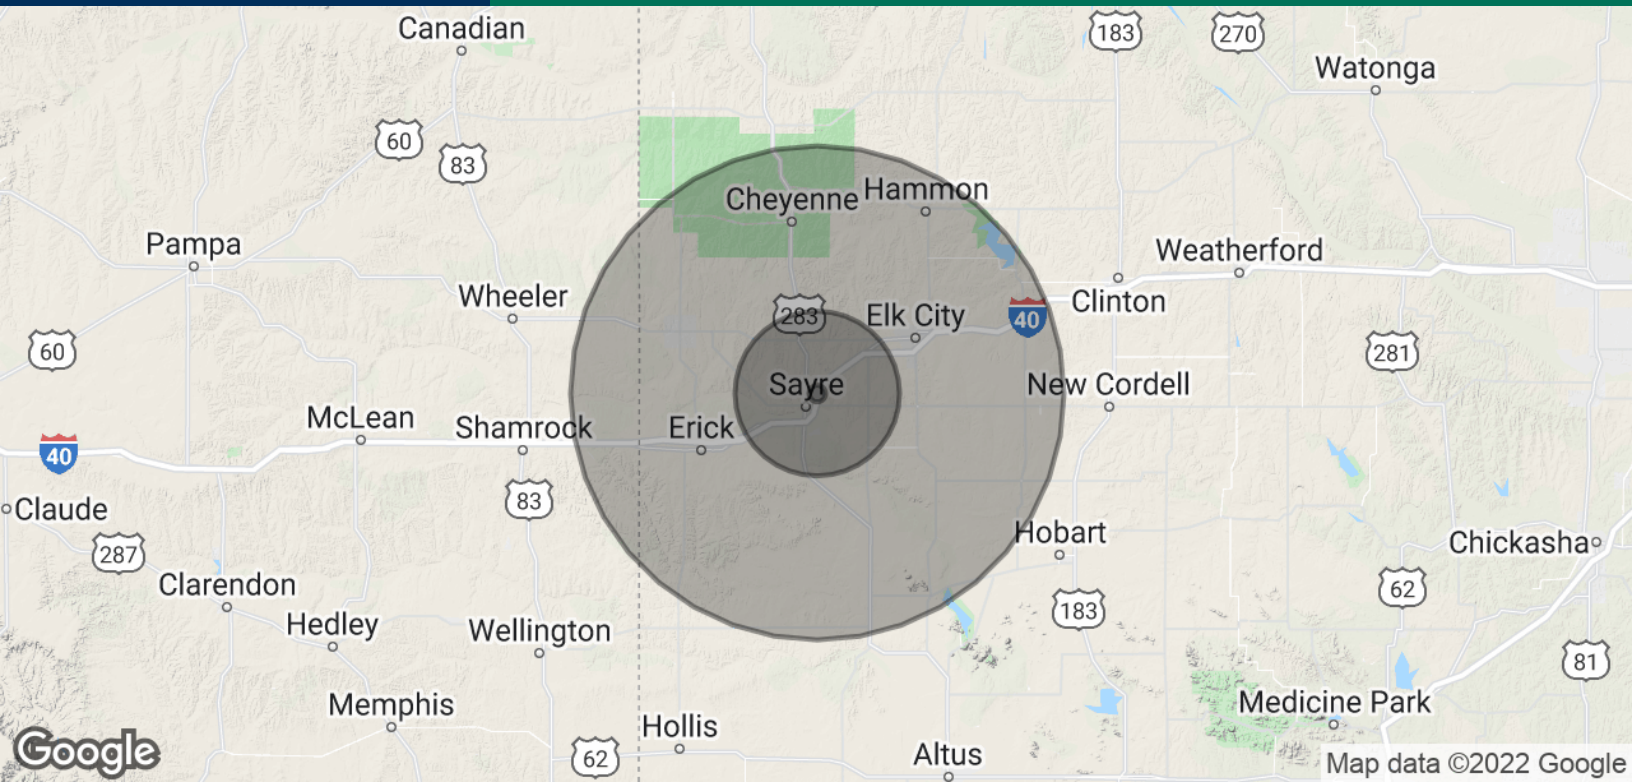 Canadian
183
270
Watonga
60
83
Cheyenne
Hammon
Pampa
Weatherford
Wheeler
283
Elk City
40
Clinton
60
281
Sayre
New Cordell
McLean
Shamrock
Erick
40
83
Claude
287
Hobart
Chickasha
Clarendon
62
183
Hedley
Wellington
81
Memphis
Medicine Park
Hollis
Google
62
Altus
Map data ©2022 Google